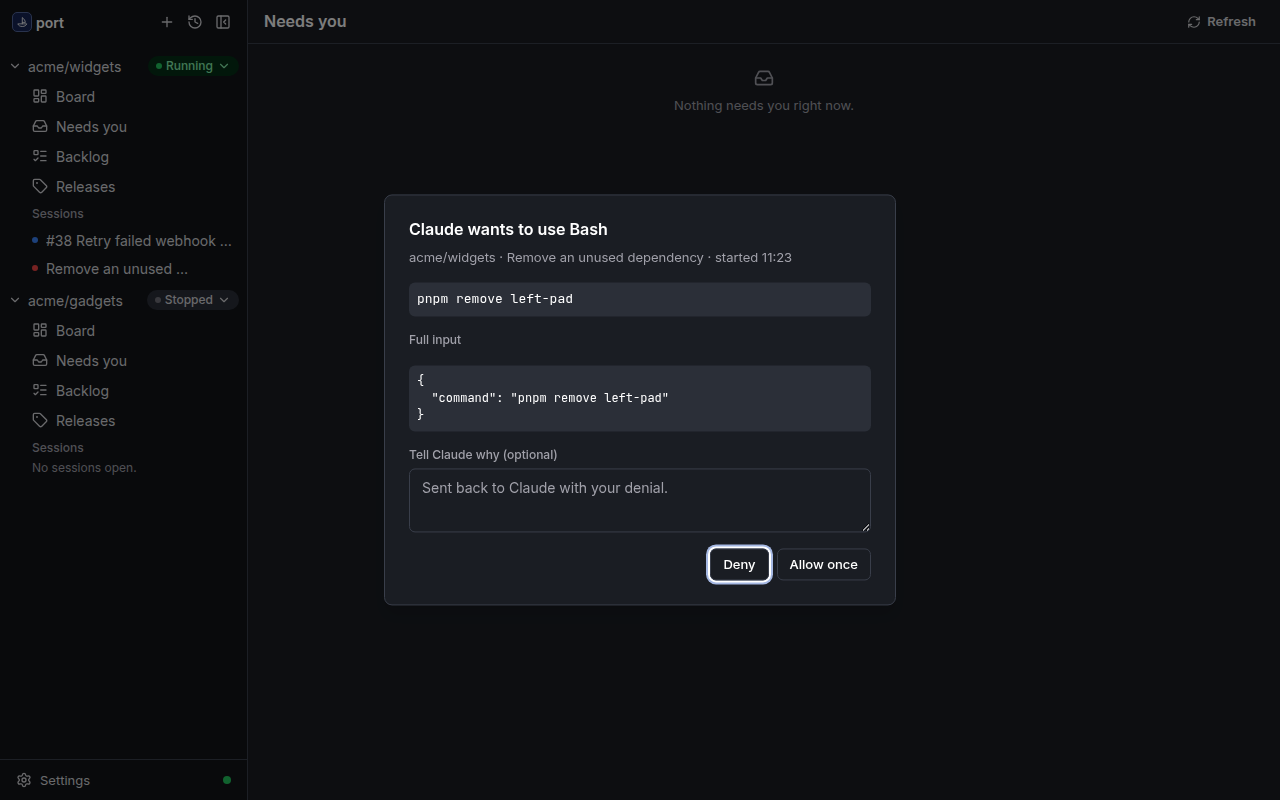 port
acme/widgets
Running
Board
Needs you
Backlog
Releases
Sessions
#38 Retry failed webhook ...
Remove an unused ...
acme/gadgets
Stopped
Board
Needs you
Backlog
Releases
Sessions
No sessions open.
Settings
Needs you
Refresh
Nothing needs you right now.
Claude wants to use Bash
acme/widgets · Remove an unused dependency · started 11:23
pnpm remove left-pad
Full input
{
  "command": "pnpm remove left-pad"
}
Tell Claude why (optional)
Sent back to Claude with your denial.
Deny
Allow once